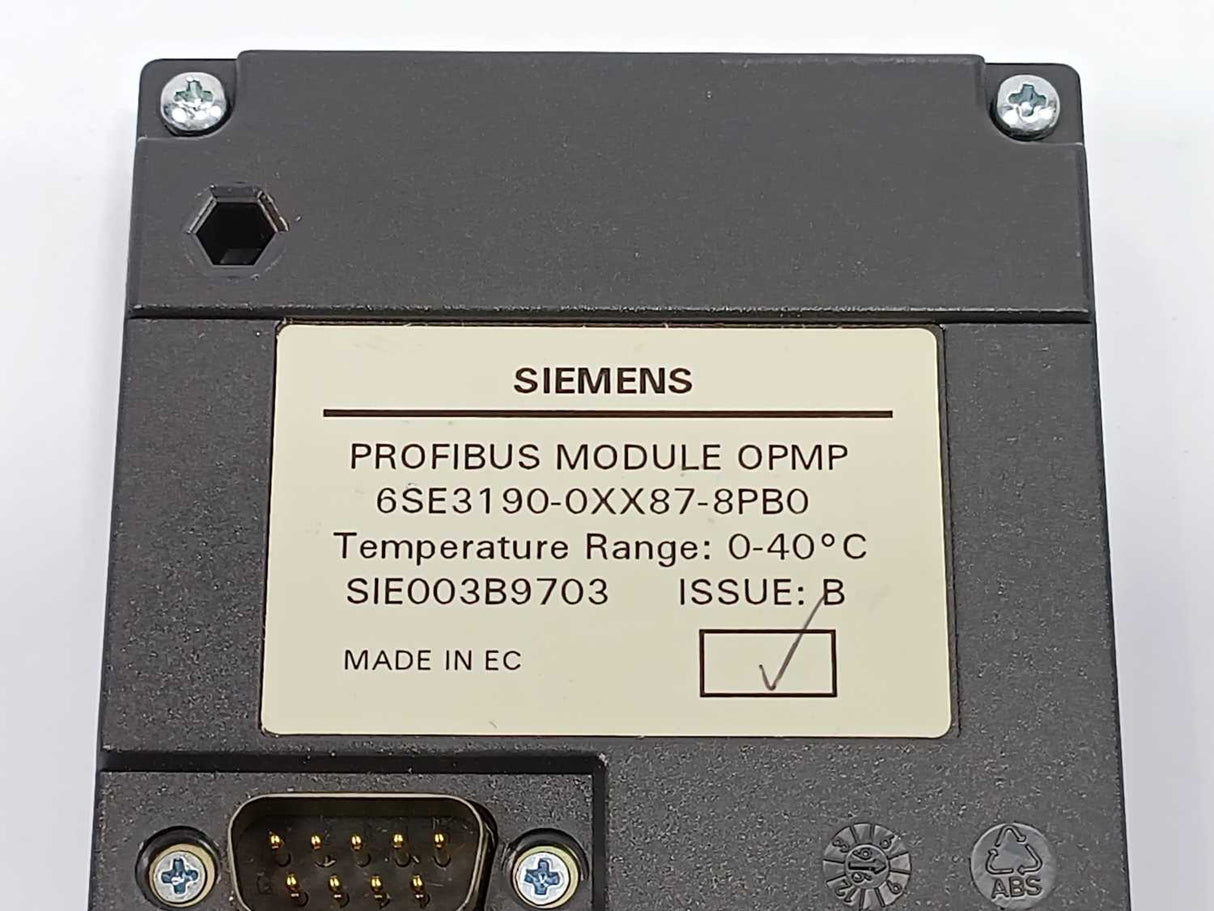 SIEMENS
PROFIBUS MODULE OPMP
6SE3190-0XX87-8PB0
Temperature Range: 0-40°C
SIE003B9703 ISSUE: B
MADE IN EC
ABS